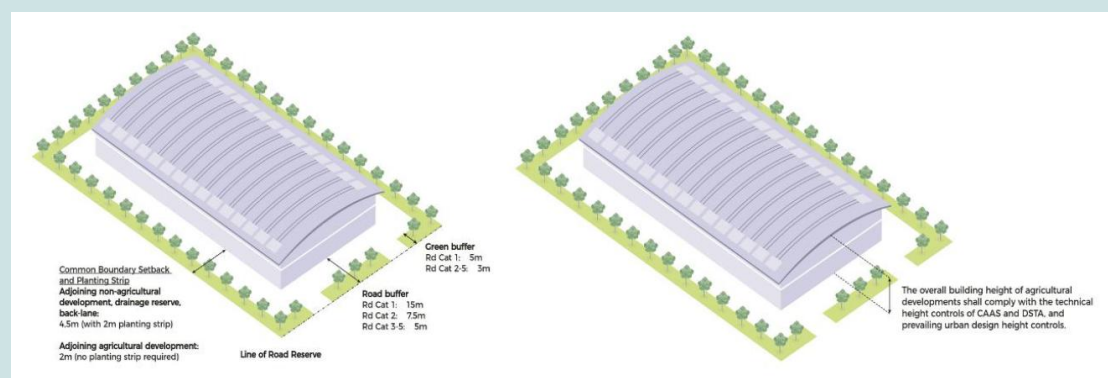 Common Boundary Setback
and Planting Strip
Adjoining non-agricultural
development, drainage reserve,
back-lane:
4.5m (with 2m planting strip)
Adjoining agricultural development:
2m (no planting strip required)
Green buffer
Rd Cat 1: 5m
Rd Cat 2-5: 3m
Road buffer
Rd Cat 1: 15m
Rd Cat 2: 7.5m
Rd Cat 3-5: 5m
Line of Road Reserve
The overall building height of agricultural
developments shall comply with the technical
height controls of CAAS and DSTA, and
prevailing urban design height controls.